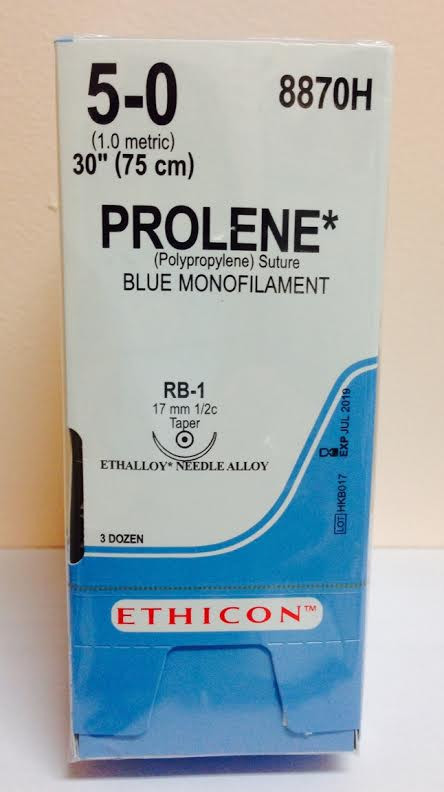 5-0
8870H
(1.0 metric)
30" (75 cm)
PROLENE*
(Polypropylene) Suture
BLUE MONOFILAMENT
RB-1
17 mm 1/2c
Taper
ETHALLOY* NEEDLE ALLOY
EXP JUL 2019
LOT HKB017
3 DOZEN
ETHICON™